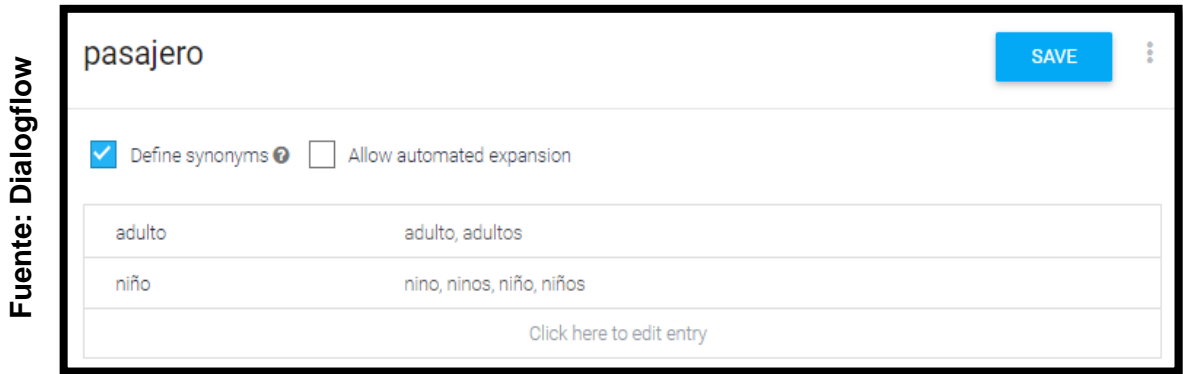 Fuente: Dialogflow
pasajero
SAVE
Define synonyms ? Allow automated expansion
adulto adulto, adultos
niño nino, ninos, niño, niños
Click here to edit entry